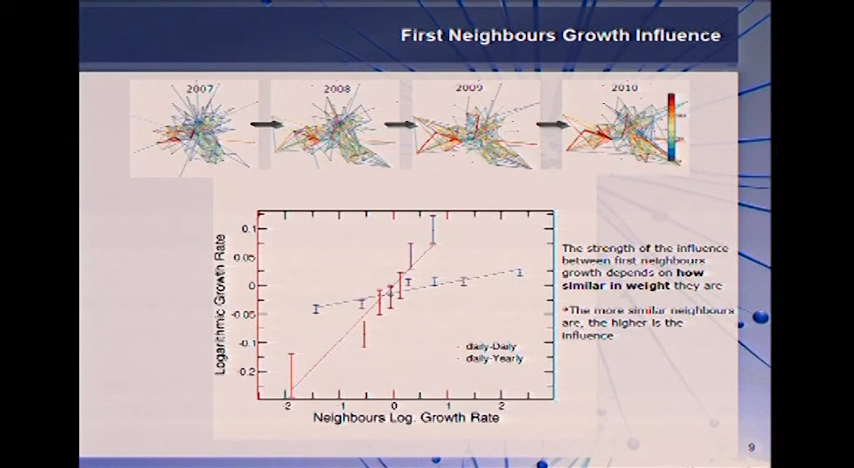 First Neighbours Growth Influence
2007
2008
2009
2010
Logarithmic Growth Rate
0.1
0.05
0
-0.05
-0.1
-0.2
2
1
0
1
2
Neighbours Log. Growth Rate
daily-Daily
daily-Yearly
The strength of the influence
between first neighbours
growth depends on how
similar in weight they are
The more similar neighbours
are, the higher is the
influence
9